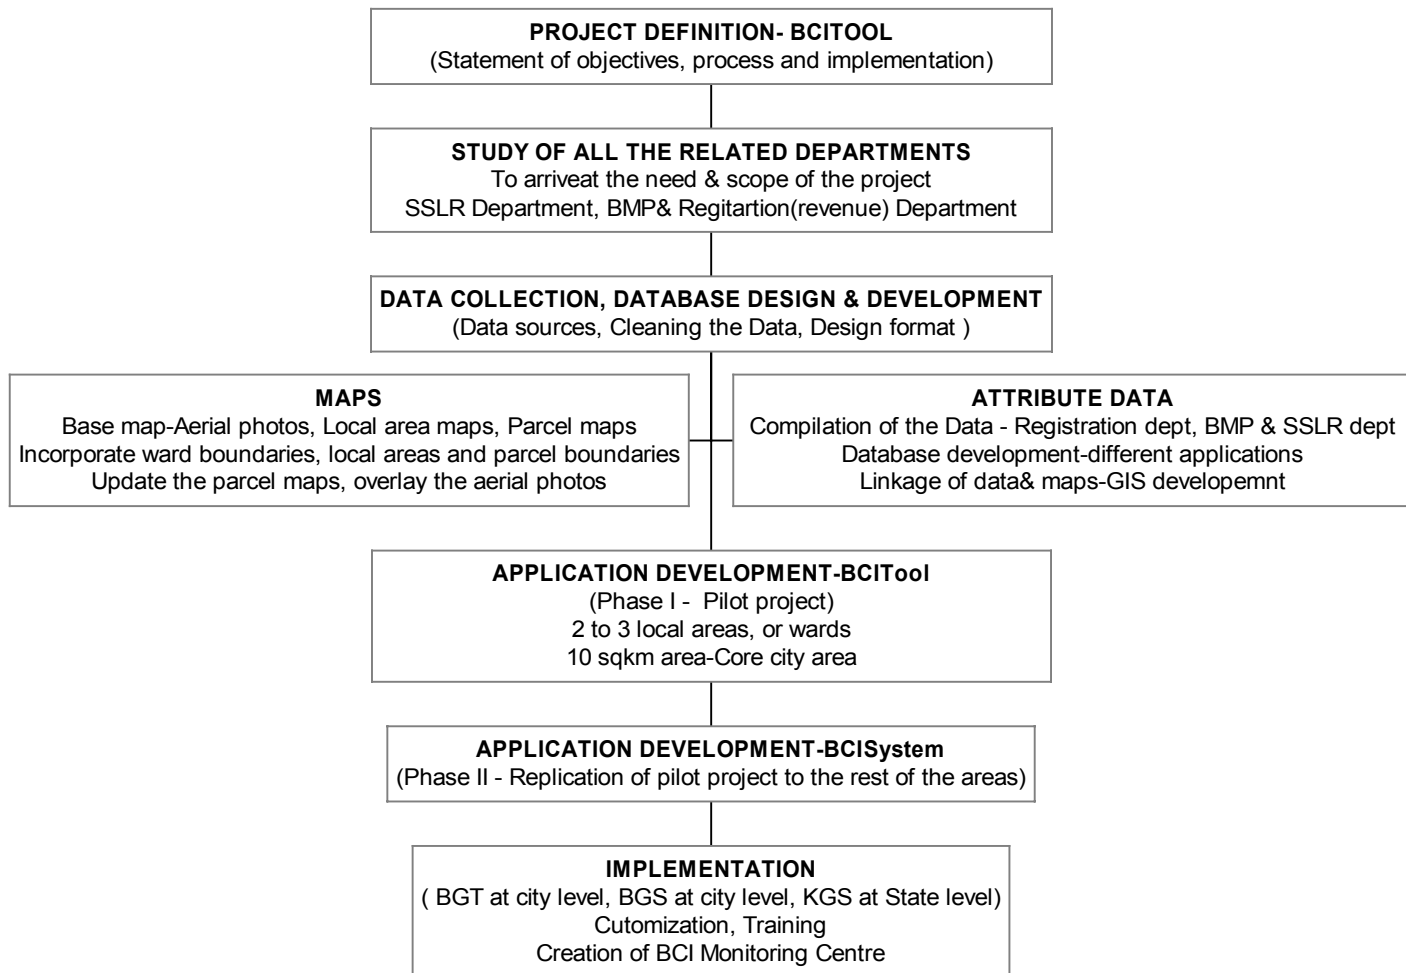 PROJECT DEFINITION- BCITOOL
(Statement of objectives, process and implementation)
STUDY OF ALL THE RELATED DEPARTMENTS
To arriveat the need & scope of the project
SSLR Department, BMP& Regitartion(revenue) Department
DATA COLLECTION, DATABASE DESIGN & DEVELOPMENT
(Data sources, Cleaning the Data, Design format )
MAPS
Base map-Aerial photos, Local area maps, Parcel maps
Incorporate ward boundaries, local areas and parcel boundaries
Update the parcel maps, overlay the aerial photos
ATTRIBUTE DATA
Compilation of the Data - Registration dept, BMP & SSLR dept
Database development-different applications
Linkage of data& maps-GIS developemnt
APPLICATION DEVELOPMENT-BCITool
(Phase I -  Pilot project)
2 to 3 local areas, or wards
10 sqkm area-Core city area
APPLICATION DEVELOPMENT-BCISystem
(Phase II - Replication of pilot project to the rest of the areas)
IMPLEMENTATION
( BGT at city level, BGS at city level, KGS at State level)
Cutomization, Training
Creation of BCI Monitoring Centre